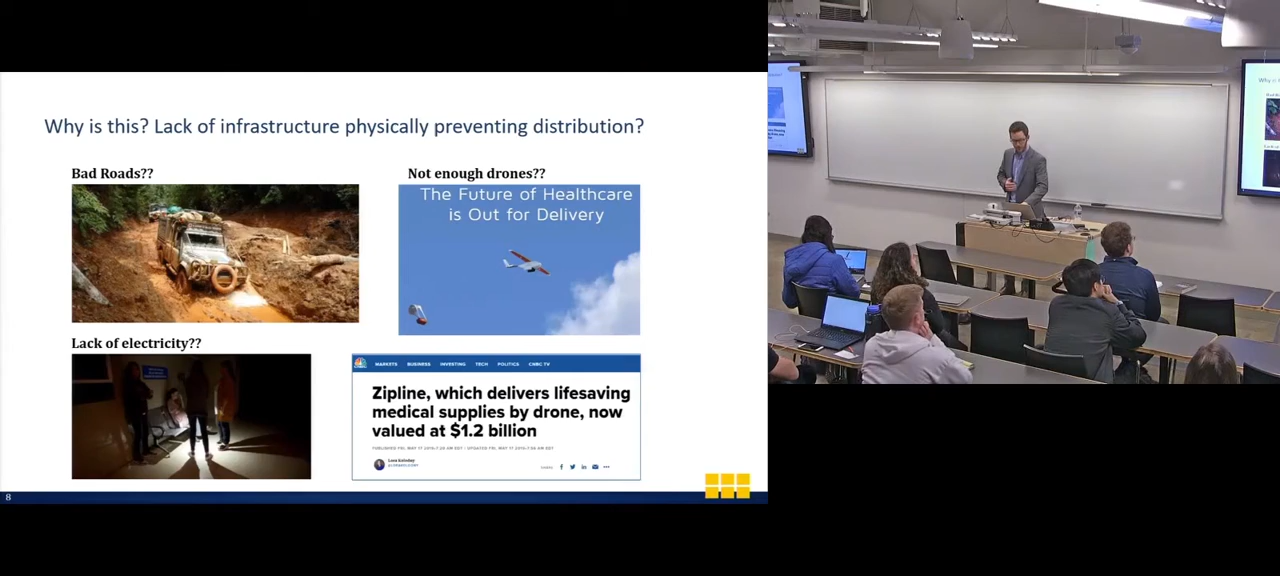 Why is this? Lack of infrastructure physically preventing distribution?
Bad Roads??
Not enough drones??
The Future of Healthcare
is Out for Delivery
Lack of electricity??
MARKETS BUSINESS INVESTING TECH POLITICS CNBC TV
Zipline, which delivers lifesaving
medical supplies by drone, now
valued at $1.2 billion
8